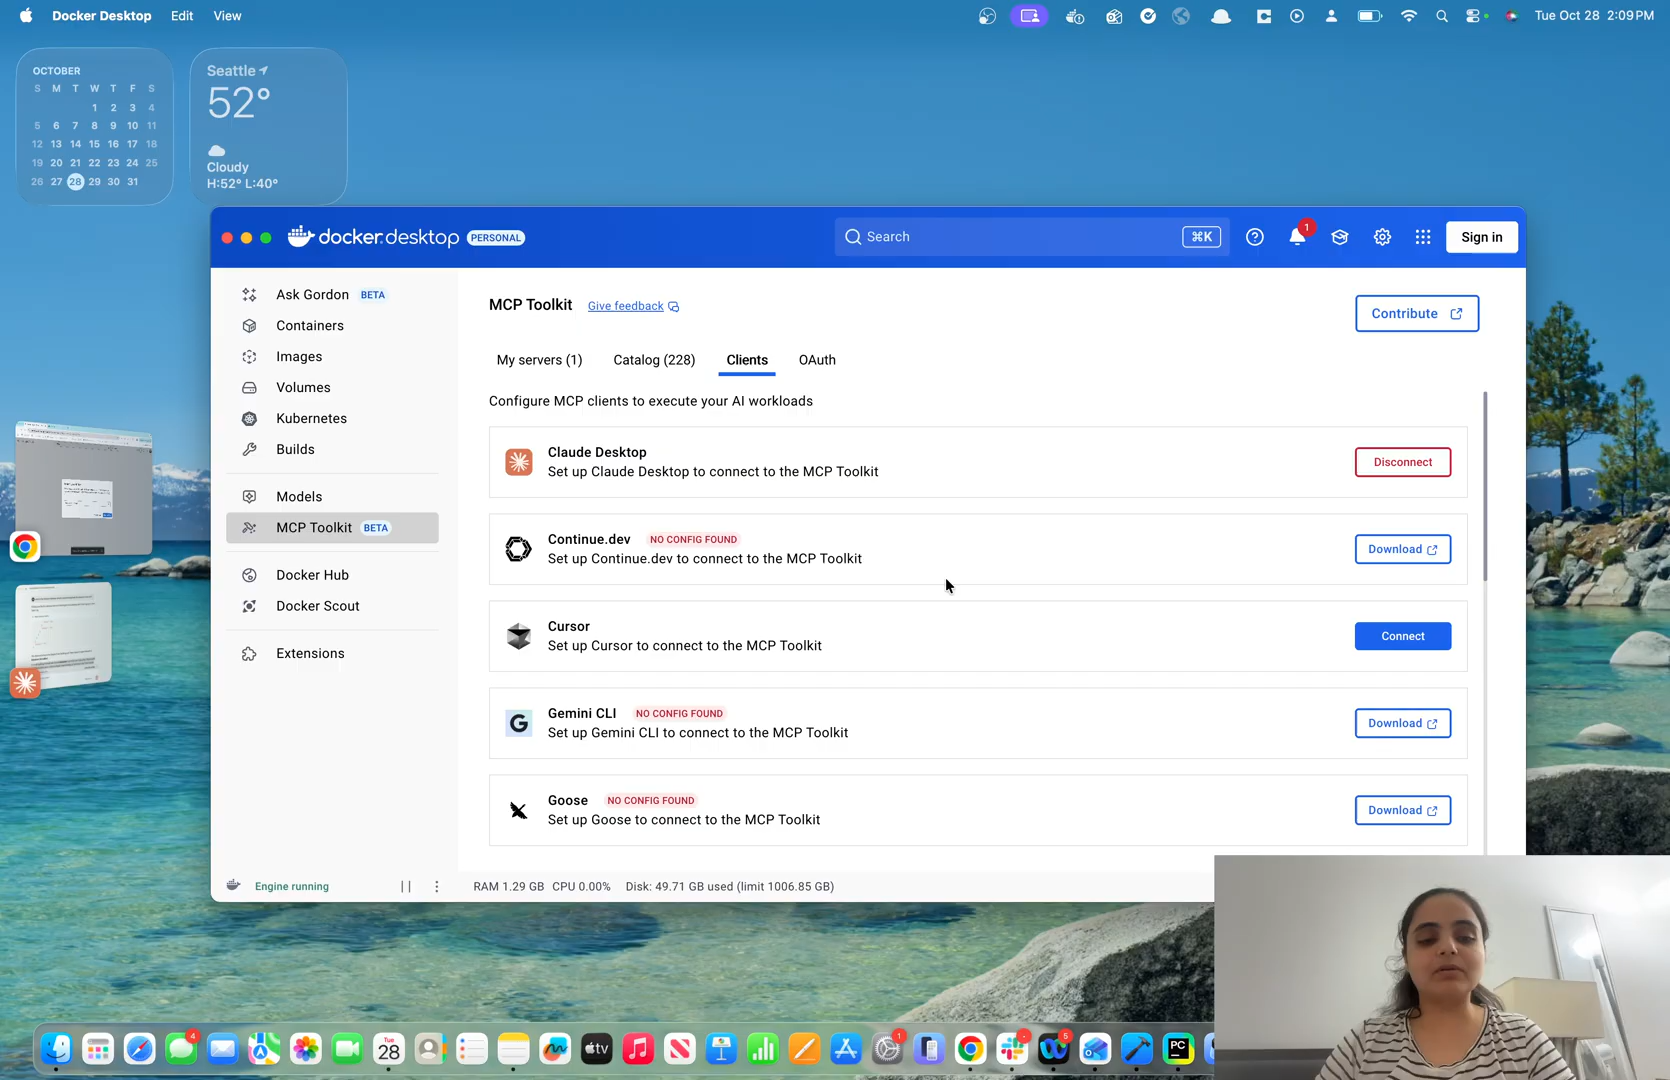 Docker Desktop Edit View
Tue Oct 28 2:09 PM
OCTOBER
S M T W T F S
1 2 3 4
5 6 7 8 9 10 11
12 13 14 15 16 17 18
19 20 21 22 23 24 25
26 27 28 29 30 31
Seattle
52°
Cloudy
H:52° L:40°
docker.desktop PERSONAL
Search
⌘K
1
Sign in
Ask Gordon BETA
Containers
Images
Volumes
Kubernetes
Builds
Models
MCP Toolkit BETA
Docker Hub
Docker Scout
Extensions
MCP Toolkit Give feedback
Contribute
My servers (1) Catalog (228) Clients OAuth
Configure MCP clients to execute your AI workloads
Claude Desktop
Set up Claude Desktop to connect to the MCP Toolkit
Disconnect
Continue.dev NO CONFIG FOUND
Set up Continue.dev to connect to the MCP Toolkit
Download
Cursor
Set up Cursor to connect to the MCP Toolkit
Connect
Gemini CLI NO CONFIG FOUND
Set up Gemini CLI to connect to the MCP Toolkit
Download
Goose NO CONFIG FOUND
Set up Goose to connect to the MCP Toolkit
Download
Engine running
RAM 1.29 GB CPU 0.00% Disk: 49.71 GB used (limit 1006.85 GB)
4
Tue
28
tv
1
5
PC